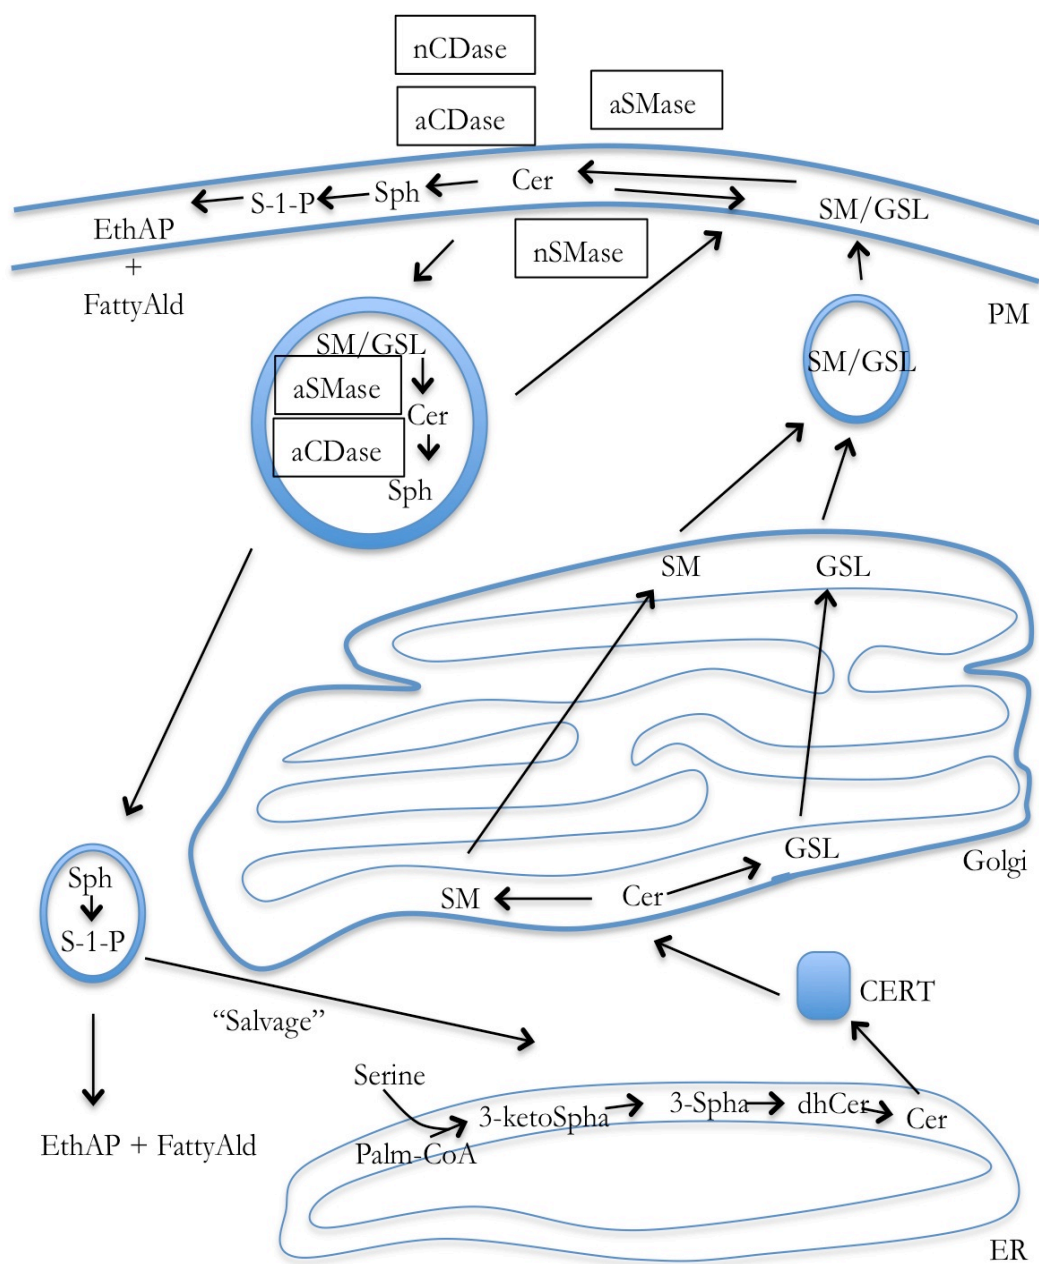 nCDase
aCDase
aSMase
Cer
Sph
S-1-P
SM/GSL
EthAP
+
FattyAld
nSMase
PM
SM/GSL
aSMase
Cer
aCDase
Sph
SM/GSL
SM
GSL
GSL
Golgi
SM
Cer
Sph
S-1-P
CERT
“Salvage”
Serine
3-ketoSpha
3-Spha
dhCer
Cer
Palm-CoA
EthAP + FattyAld
ER